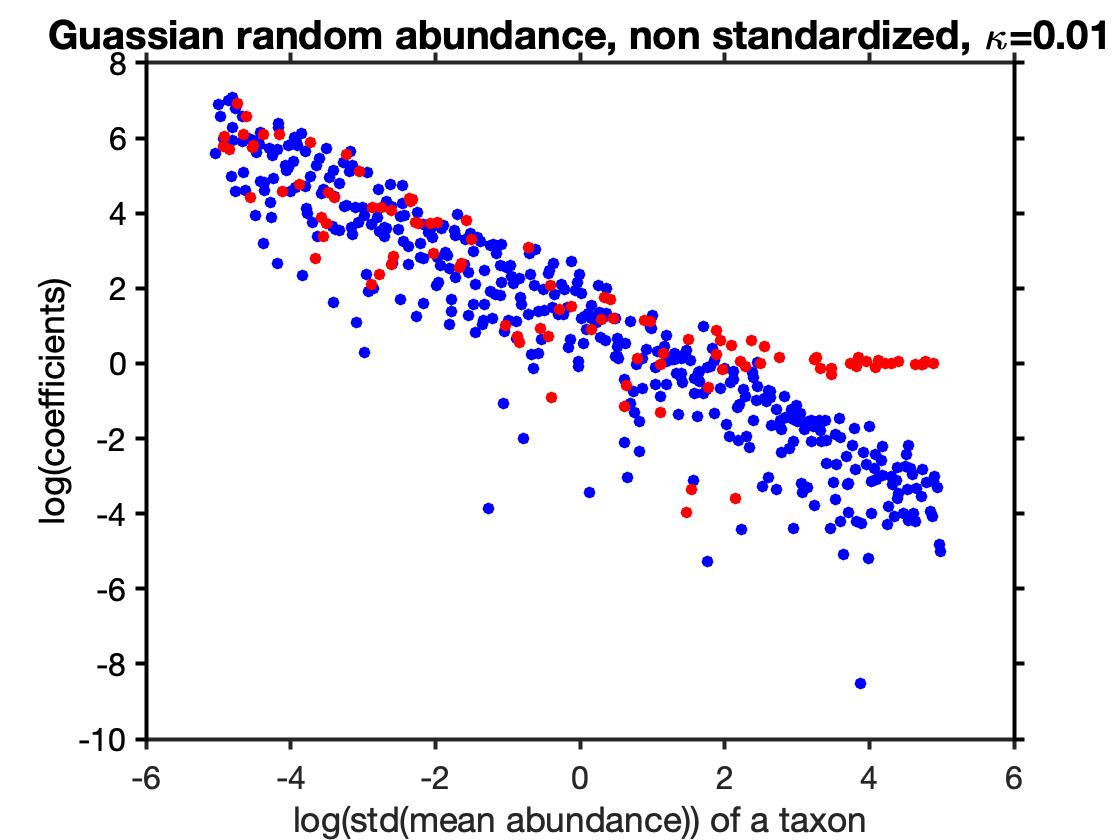 Guassian random abundance, non standardized, κ=0.01
8
6
4
2
0
-2
-4
-6
-8
-10
log(coefficients)
-6 -4 -2 0 2 4 6
log(std(mean abundance)) of a taxon